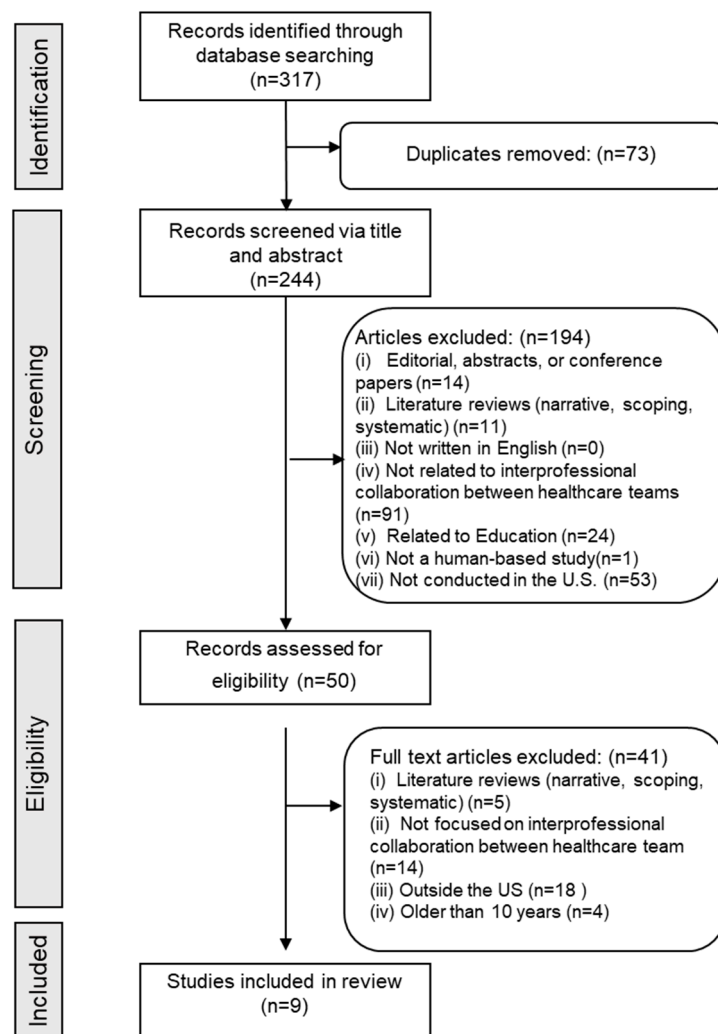 Identification
Records identified through
database searching
(n=317)
Duplicates removed: (n=73)
Screening
Records screened via title
and abstract
(n=244)
Articles excluded: (n=194)
(i) Editorial, abstracts, or conference
papers (n=14)
(ii) Literature reviews (narrative, scoping,
systematic) (n=11)
(iii) Not written in English (n=0)
(iv) Not related to interprofessional
collaboration between healthcare teams
(n=91)
(v) Related to Education (n=24)
(vi) Not a human-based study(n=1)
(vii) Not conducted in the U.S. (n=53)
Eligibility
Records assessed for
eligibility (n=50)
Full text articles excluded: (n=41)
(i) Literature reviews (narrative, scoping,
systematic) (n=5)
(ii) Not focused on interprofessional
collaboration between healthcare team
(n=14)
(iii) Outside the US (n=18 )
(iv) Older than 10 years (n=4)
Included
Studies included in review
(n=9)